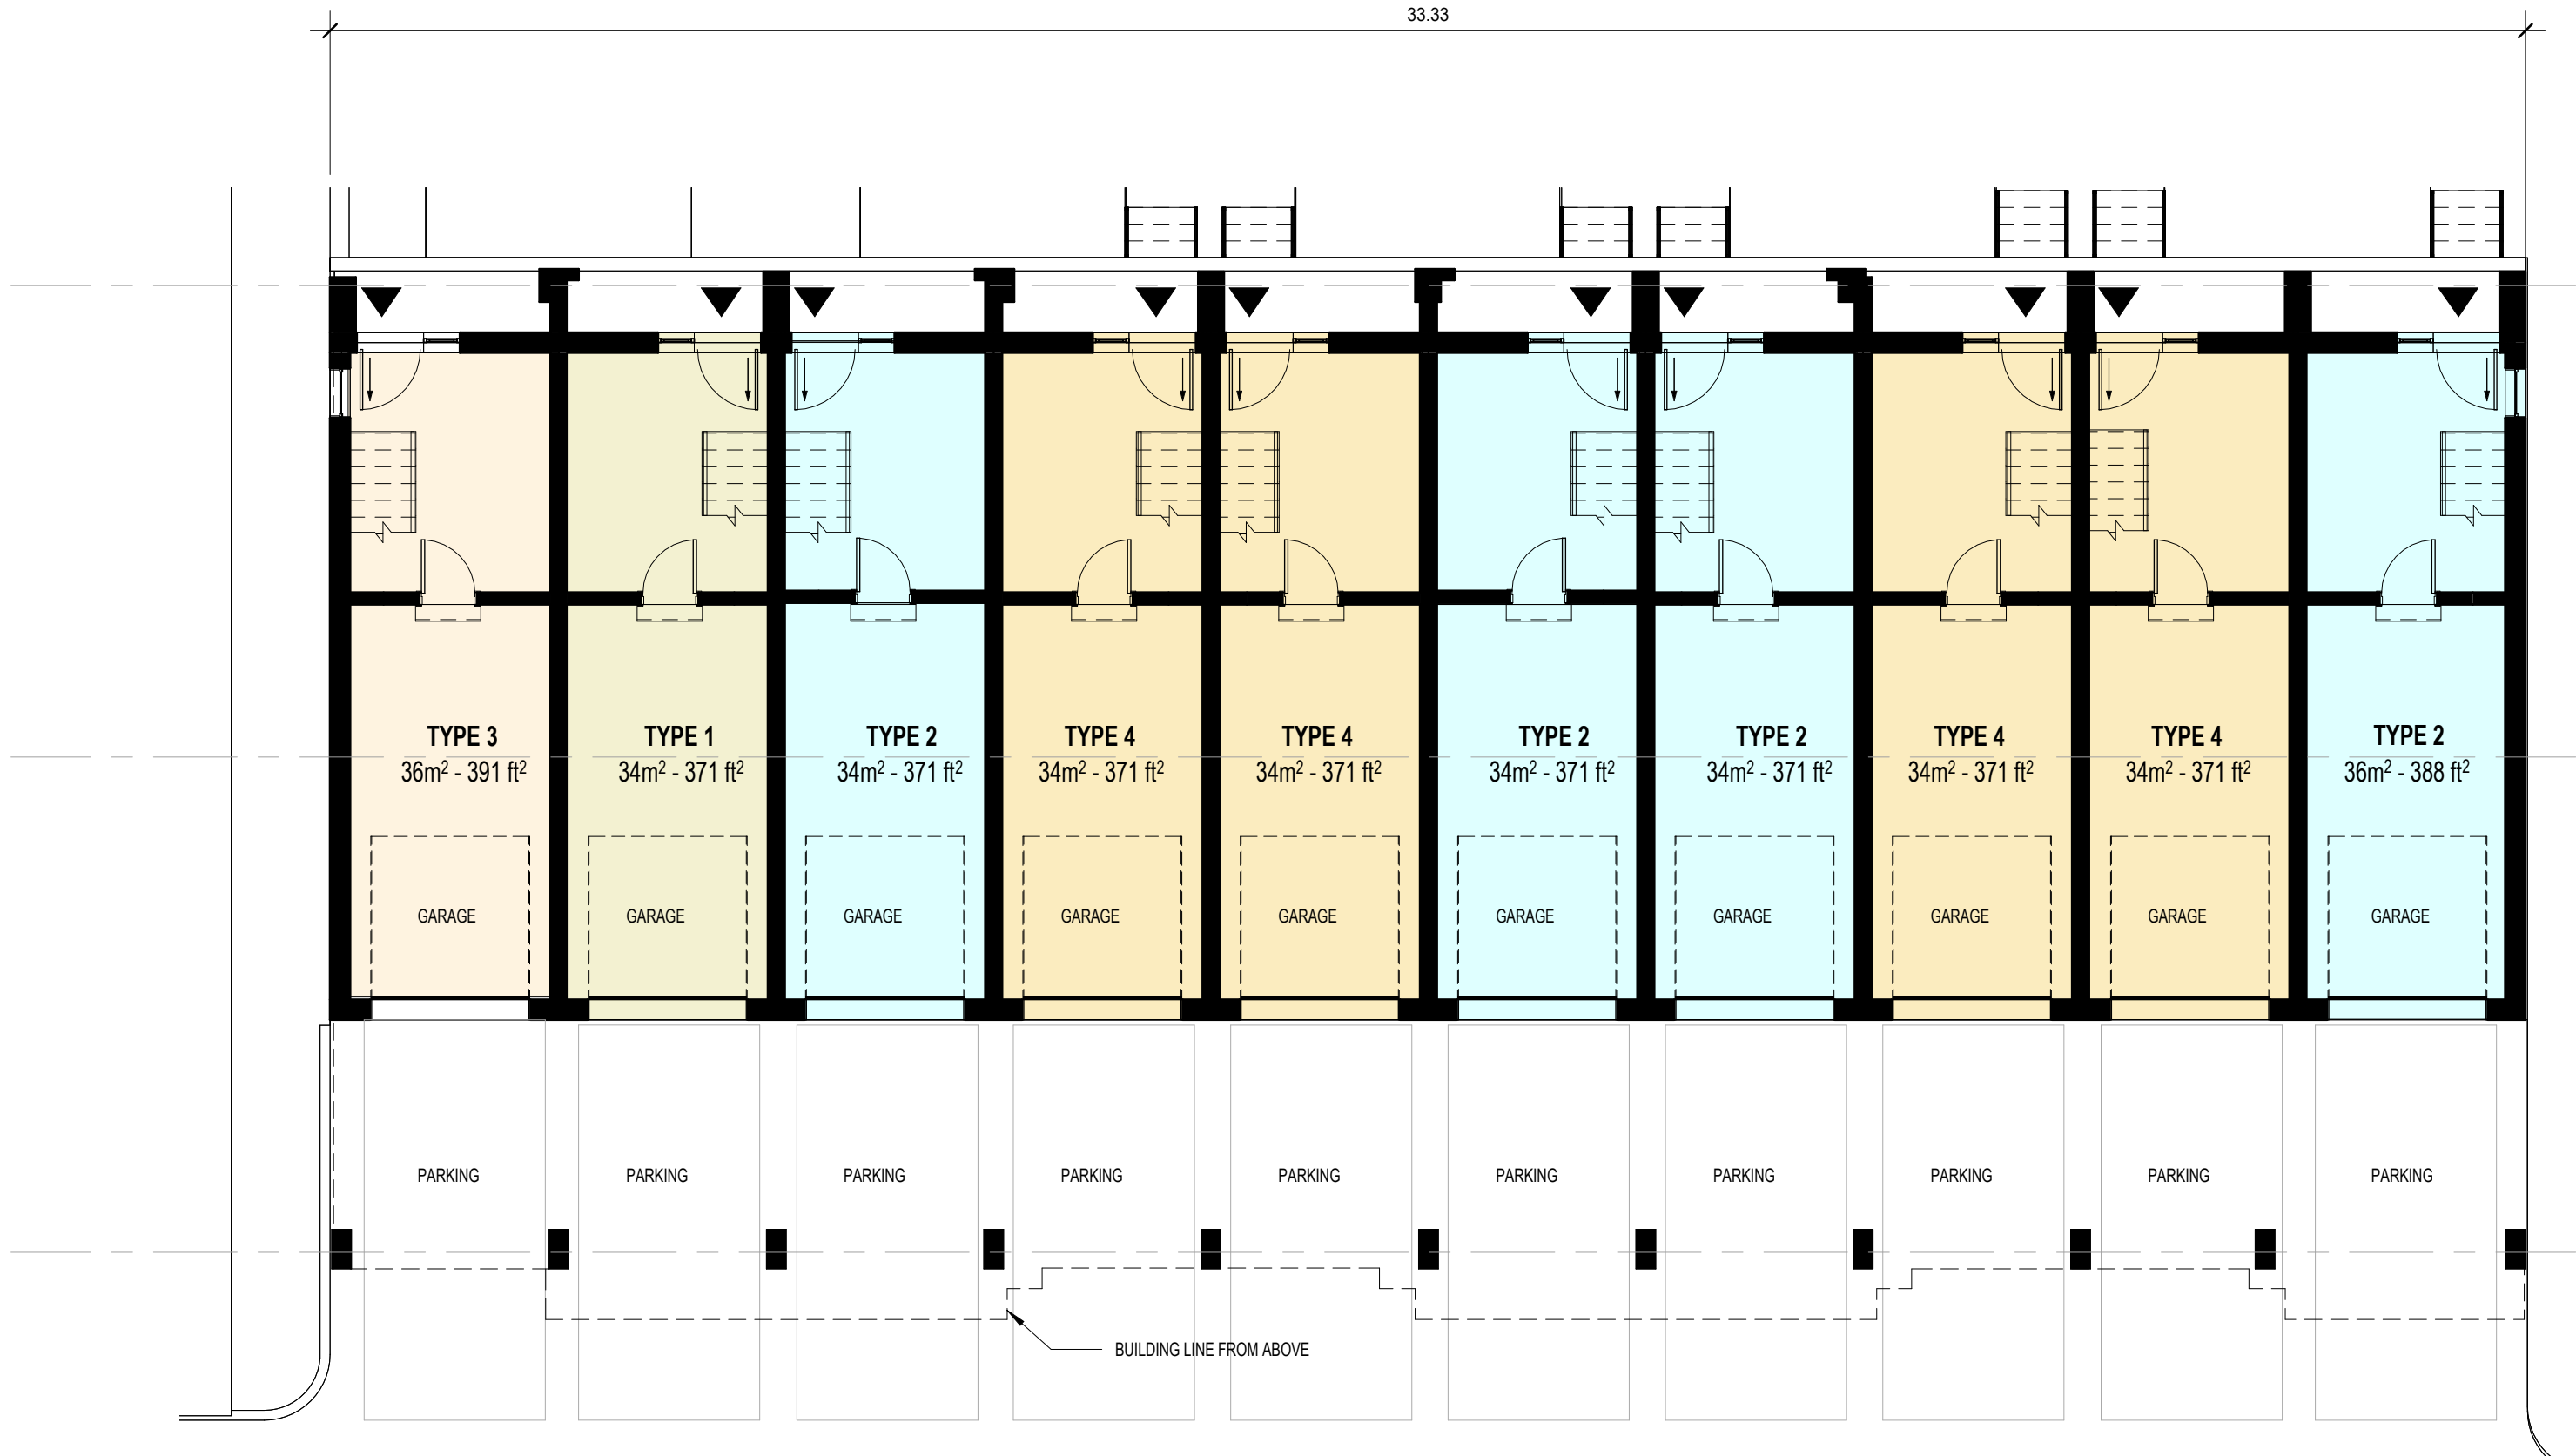 33.33
TYPE 3
36m² - 391 ft²
TYPE 1
34m² - 371 ft²
TYPE 2
34m² - 371 ft²
TYPE 4
34m² - 371 ft²
TYPE 4
34m² - 371 ft²
TYPE 2
34m² - 371 ft²
TYPE 2
34m² - 371 ft²
TYPE 4
34m² - 371 ft²
TYPE 4
34m² - 371 ft²
TYPE 2
36m² - 388 ft²
GARAGE
GARAGE
GARAGE
GARAGE
GARAGE
GARAGE
GARAGE
GARAGE
GARAGE
GARAGE
PARKING
PARKING
PARKING
PARKING
PARKING
PARKING
PARKING
PARKING
PARKING
PARKING
BUILDING LINE FROM ABOVE